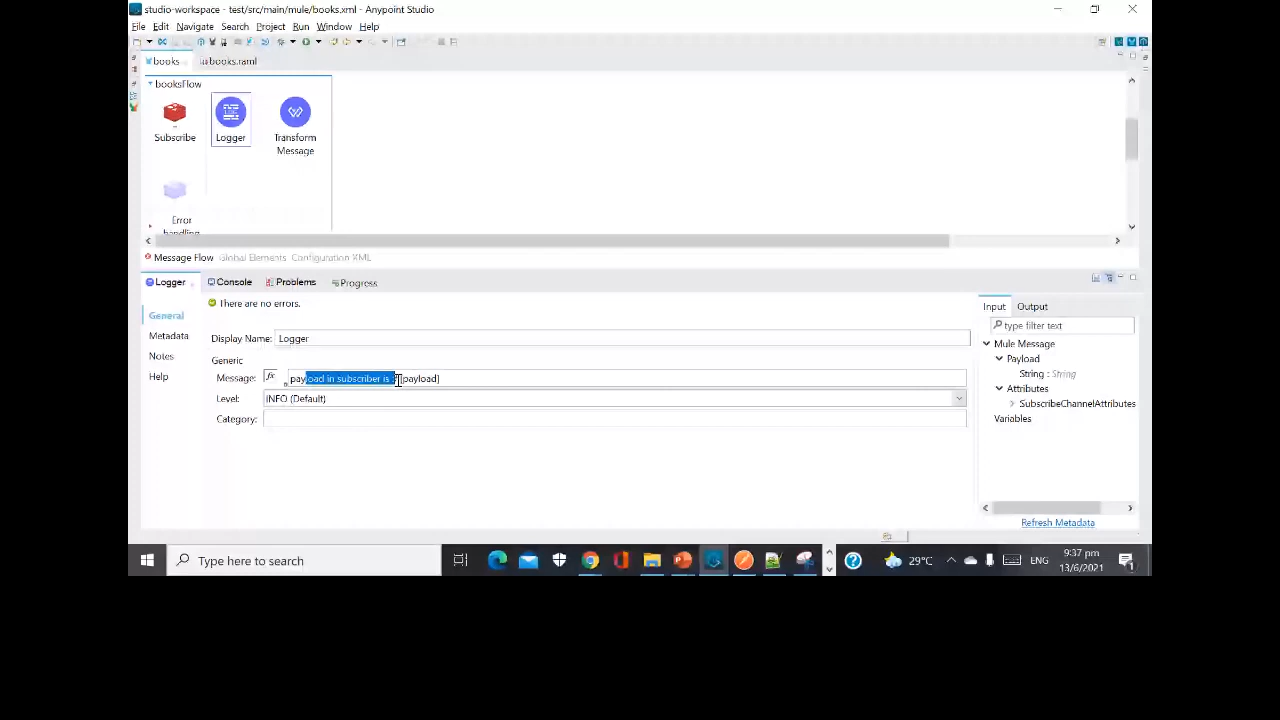 studio-workspace - test/src/main/mule/books.xml - Anypoint Studio
File Edit Navigate Search Project Run Window Help
books books.raml
booksFlow
Subscribe Logger Transform Message
Error handling
Message Flow Global Elements Configuration XML
Logger Console Problems Progress
There are no errors.
General
Metadata
Notes
Help
Display Name: Logger
Generic
Message: fx payload in subscriber is payload]
Level: INFO (Default)
Category:
Input Output
type filter text
Mule Message
Payload
String : String
Attributes
SubscribeChannelAttributes
Variables
Refresh Metadata
Type here to search
29°C ENG 9:37 pm
13/6/2021